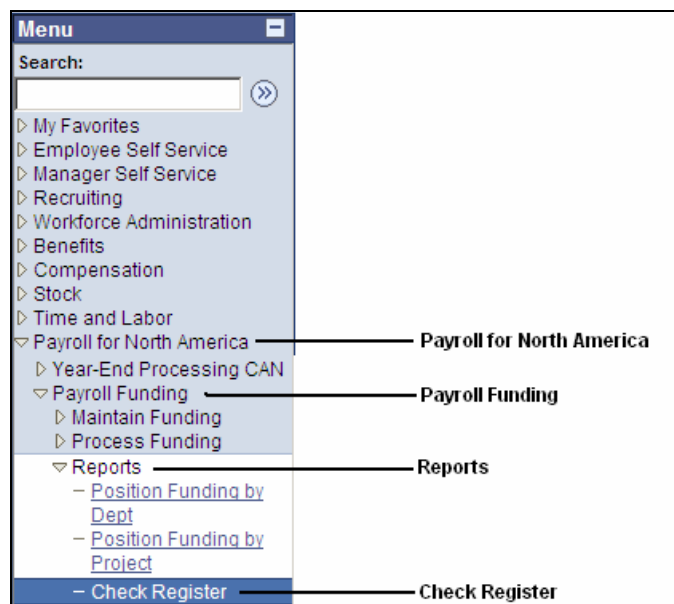 Menu
Search:
My Favorites
Employee Self Service
Manager Self Service
Recruiting
Workforce Administration
Benefits
Compensation
Stock
Time and Labor
Payroll for North America Payroll for North America
Year-End Processing CAN
Payroll Funding Payroll Funding
Maintain Funding
Process Funding
Reports Reports
– Position Funding by
Dept
– Position Funding by
Project
– Check Register Check Register